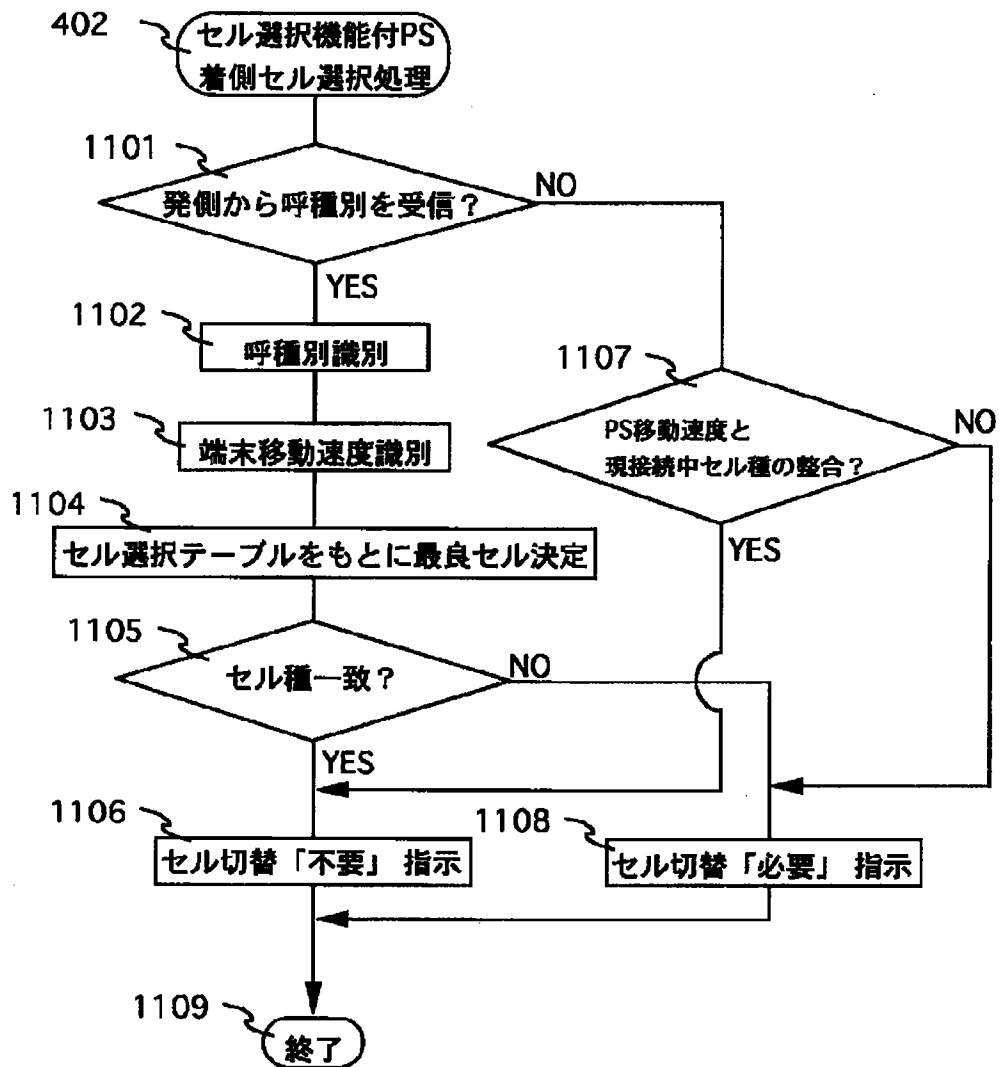 402
セル選択機能付PS
着側セル選択処理
1101
発側から呼種別を受信？
NO
YES
1102
呼種別識別
1103
端末移動速度識別
1104
セル選択テーブルをもとに最良セル決定
1107
PS移動速度と
現接続中セル種の整合？
NO
YES
1105
セル種一致？
NO
YES
1106
セル切替「不要」指示
1108
セル切替「必要」指示
1109
終了